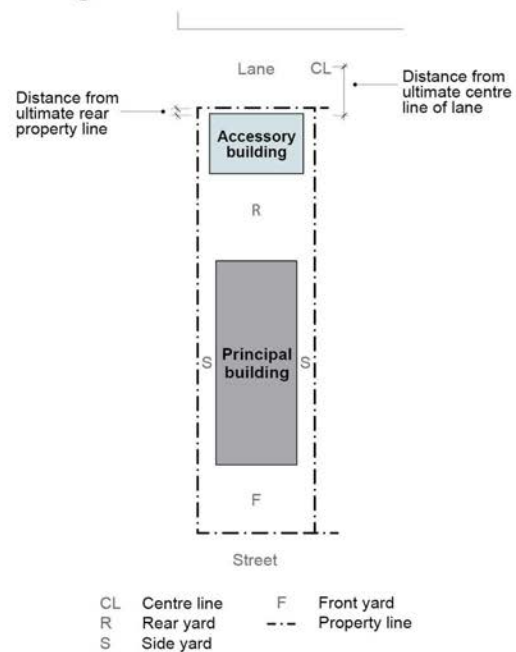 Lane
CL
Distance from
ultimate centre
line of lane
Distance from
ultimate rear
property line
Accessory
building
R
S
Principal
building
S
F
Street
CL Centre line
F Front yard
R Rear yard
Property line
S Side yard